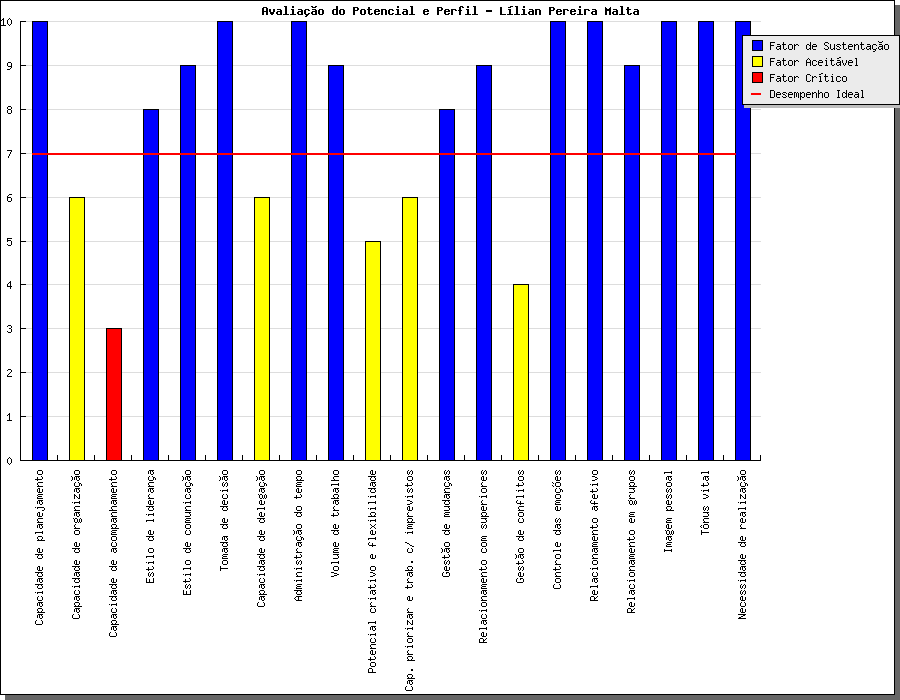 Avaliação do Potencial e Perfil - Lílian Pereira Malta
Fator de Sustentação
Fator Aceitável
Fator Crítico
Desempenho Ideal
10
9
8
7
6
5
4
3
2
1
0
Capacidade de planejamento
Capacidade de organização
Capacidade de acompanhamento
Estilo de liderança
Estilo de comunicação
Tomada de decisão
Capacidade de delegação
Administração do tempo
Volume de trabalho
Potencial criativo e flexibilidade
Cap. priorizar e trab. c/ imprevistos
Gestão de mudanças
Relacionamento com superiores
Gestão de conflitos
Controle das emoções
Relacionamento afetivo
Relacionamento em grupos
Imagem pessoal
Tônus vital
Necessidade de realização